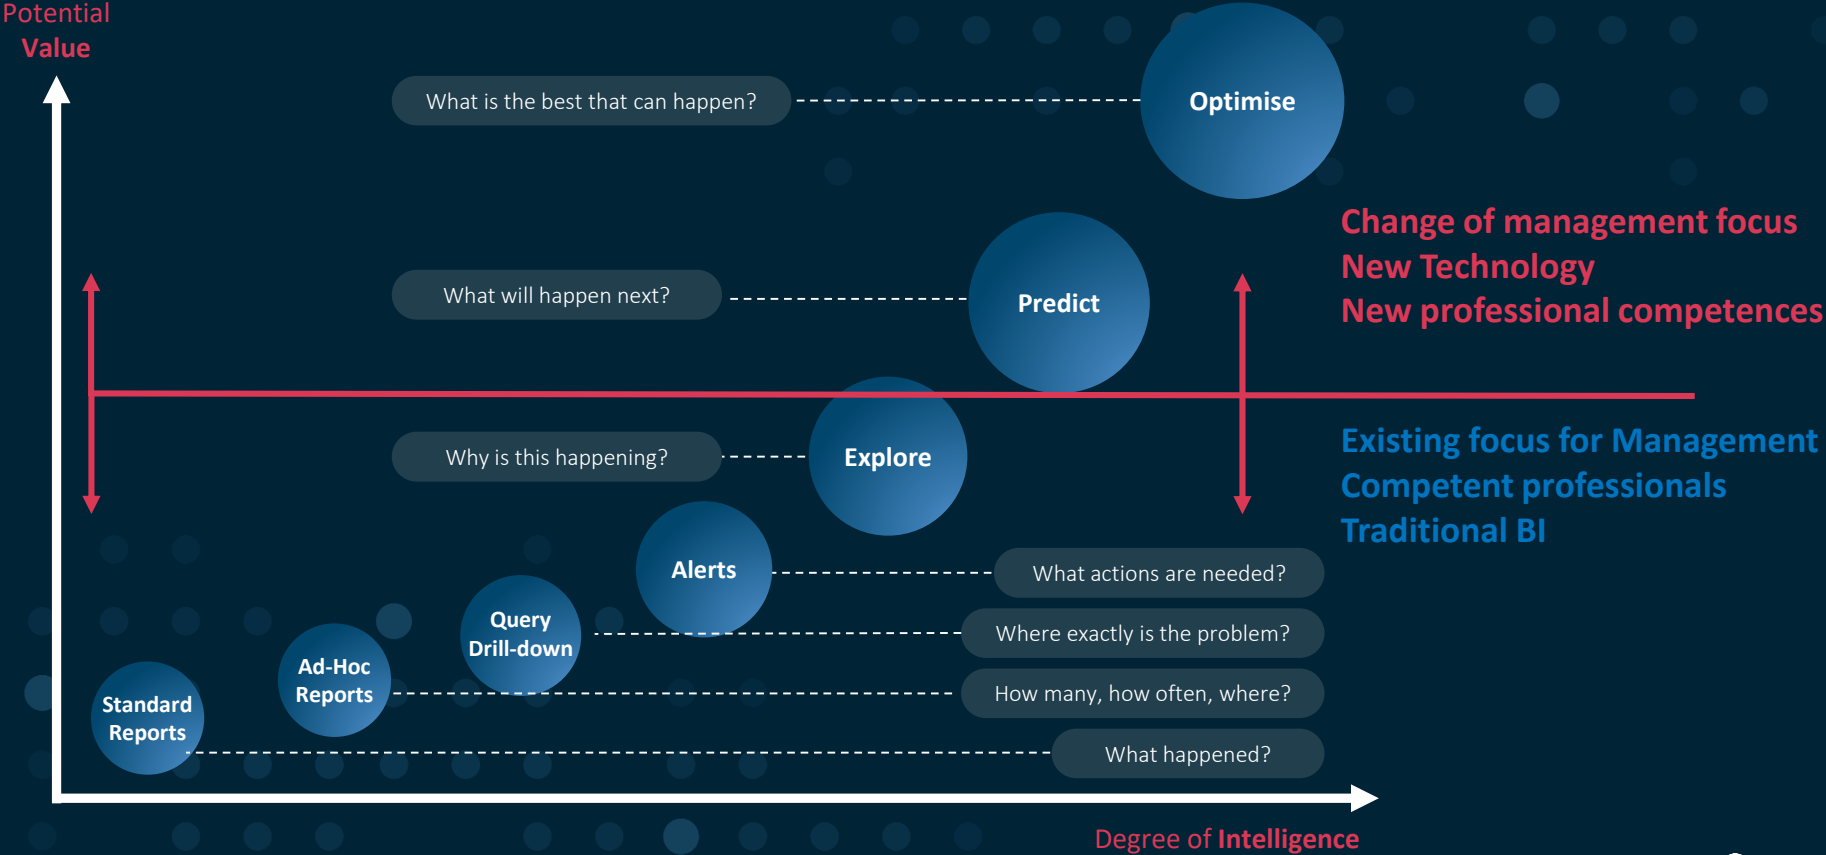 Potential
Value
What is the best that can happen?
Optimise
Change of management focus
New Technology
New professional competences
What will happen next?
Predict
Existing focus for Management
Competent professionals
Traditional BI
Why is this happening?
Explore
Alerts
What actions are needed?
Query
Drill-down
Where exactly is the problem?
Ad-Hoc
Reports
How many, how often, where?
Standard
Reports
What happened?
Degree of Intelligence